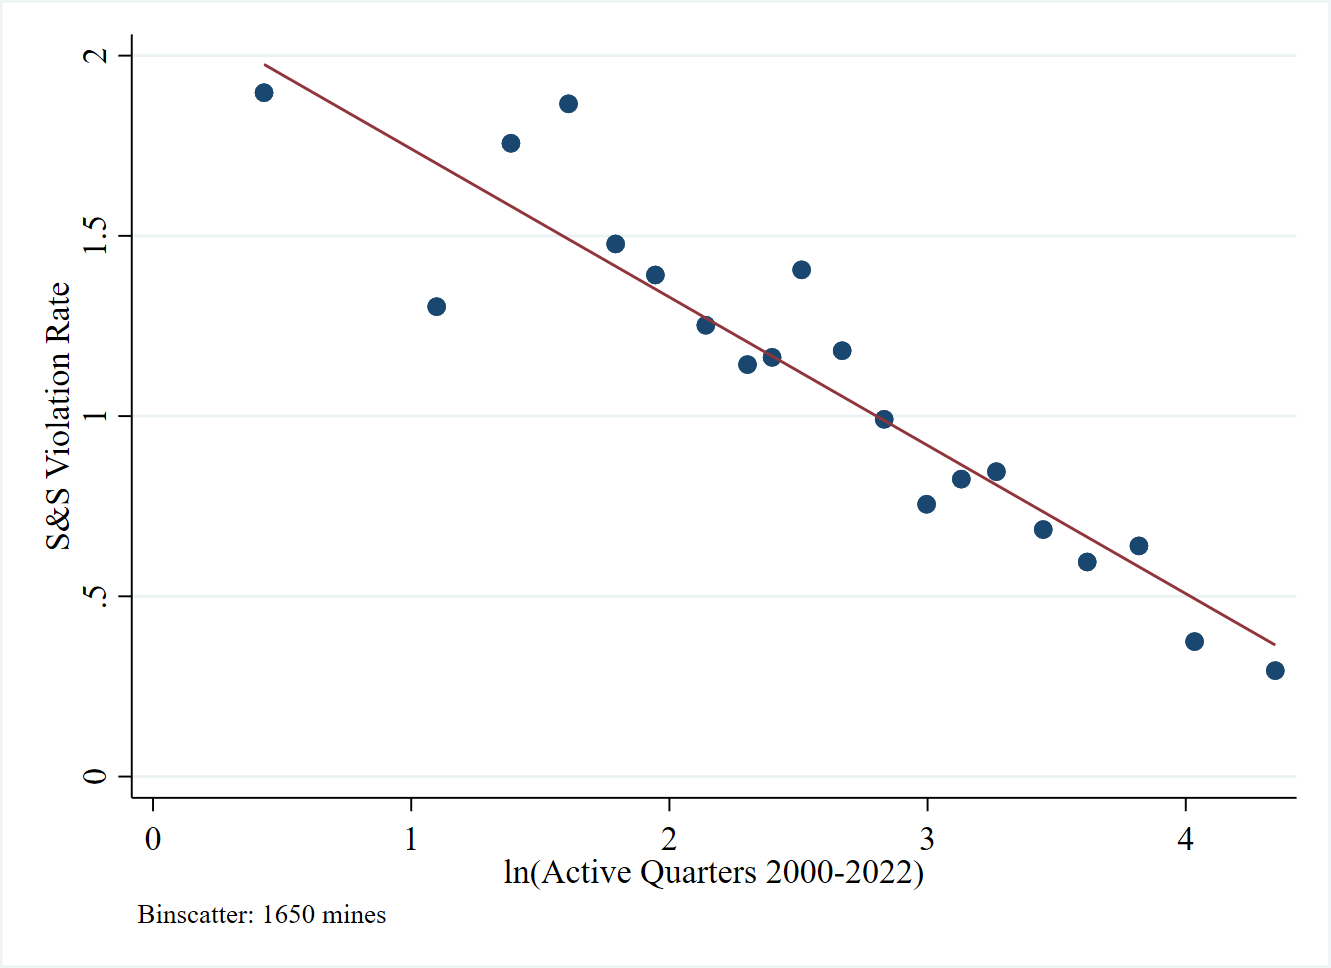 2
1.5
1
.5
0
S&S Violation Rate
0 1 2 3 4
ln(Active Quarters 2000-2022)
Binscatter: 1650 mines